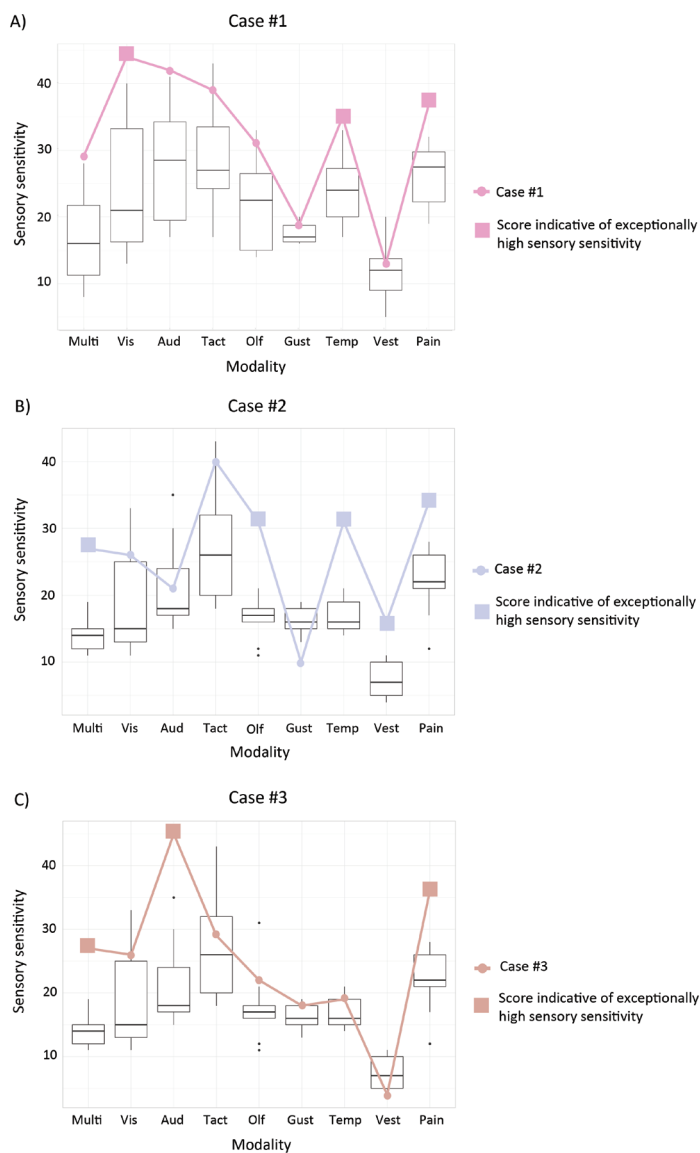 A)
Case #1
Sensory sensitivity
40
30
20
10
Multi Vis Aud Tact Olf Gust Temp Vest Pain
Modality
Case #1
Score indicative of exceptionally
high sensory sensitivity
B)
Case #2
Sensory sensitivity
40
30
20
10
Multi Vis Aud Tact Olf Gust Temp Vest Pain
Modality
Case #2
Score indicative of exceptionally
high sensory sensitivity
C)
Case #3
Sensory sensitivity
40
30
20
10
Multi Vis Aud Tact Olf Gust Temp Vest Pain
Modality
Case #3
Score indicative of exceptionally
high sensory sensitivity